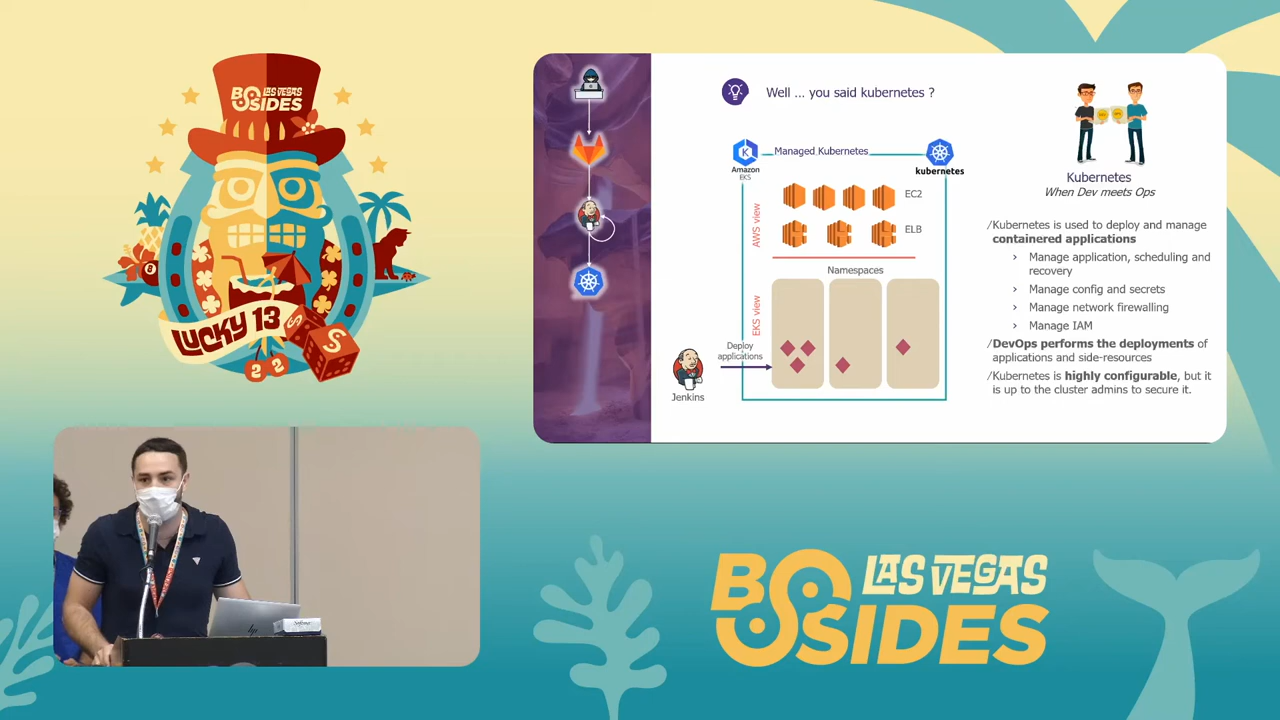 BSIDES LAS VEGAS
LUCKY 13
S
S
8
2 2
Well ... you said kubernetes ?
Managed Kubernetes
Amazon
EKS
kubernetes
AWS view
EC2
ELB
Namespaces
EKS view
Deploy
applications
Jenkins
Kubernetes
When Dev meets Ops
/Kubernetes is used to deploy and manage
containered applications
› Manage application, scheduling and
recovery
› Manage config and secrets
› Manage network firewalling
› Manage IAM
/DevOps performs the deployments of
applications and side-resources
/Kubernetes is highly configurable, but it
is up to the cluster admins to secure it.
hp
BSIDES LAS VEGAS